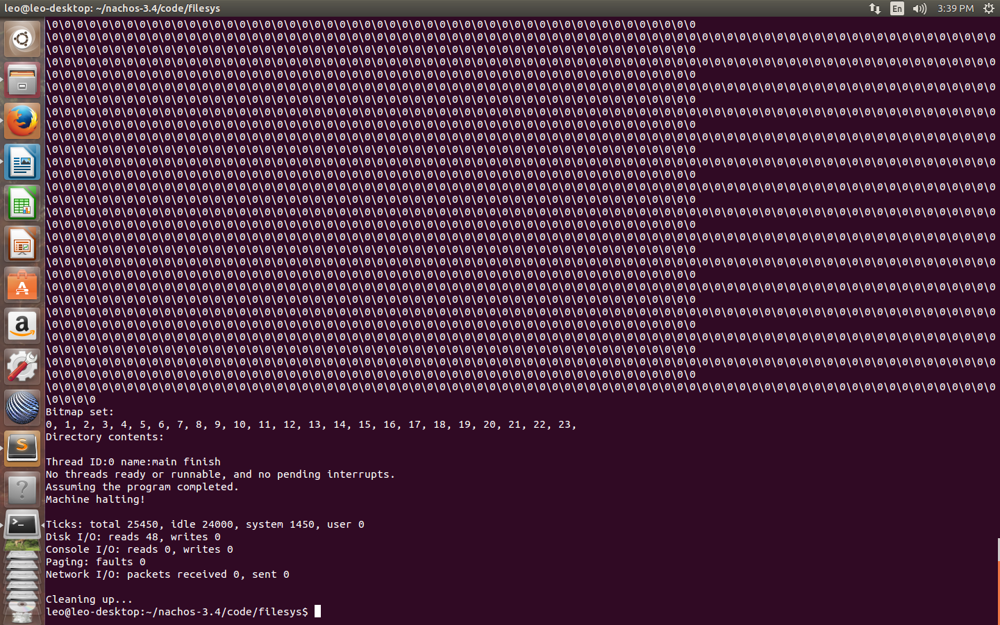 leo@leo-desktop: ~/nachos-3.4/code/filesys
En
3:39 PM
\0\0\0\0\0\0\0\0\0\0\0\0\0\0\0\0\0\0\0\0\0\0\0\0\0\0\0\0\0\0\0\0\0\0\0\0\0\0\0\0\0\0\0\0\0\0\0\0\0\0\0\0
\0\0\0\0\0\0\0\0\0\0\0\0\0\0\0\0\0\0\0\0\0\0\0\0\0\0\0\0\0\0\0\0\0\0\0\0\0\0\0\0\0\0\0\0\0\0\0\0\0\0\0\0\0\0\0\0\0\0\0\0\0\0\0\0\0\0\0\0\0\0\0\0\0\0\0\0
\0\0\0\0\0\0\0\0\0\0\0\0\0\0\0\0\0\0\0\0\0\0\0\0\0\0\0\0\0\0\0\0\0\0\0\0\0\0\0\0\0\0\0\0\0\0\0\0\0\0\0\0
\0\0\0\0\0\0\0\0\0\0\0\0\0\0\0\0\0\0\0\0\0\0\0\0\0\0\0\0\0\0\0\0\0\0\0\0\0\0\0\0\0\0\0\0\0\0\0\0\0\0\0\0\0\0\0\0\0\0\0\0\0\0\0\0\0\0\0\0\0\0\0\0\0\0\0\0
\0\0\0\0\0\0\0\0\0\0\0\0\0\0\0\0\0\0\0\0\0\0\0\0\0\0\0\0\0\0\0\0\0\0\0\0\0\0\0\0\0\0\0\0\0\0\0\0\0\0\0\0
\0\0\0\0\0\0\0\0\0\0\0\0\0\0\0\0\0\0\0\0\0\0\0\0\0\0\0\0\0\0\0\0\0\0\0\0\0\0\0\0\0\0\0\0\0\0\0\0\0\0\0\0\0\0\0\0\0\0\0\0\0\0\0\0\0\0\0\0\0\0\0\0\0\0\0\0
\0\0\0\0\0\0\0\0\0\0\0\0\0\0\0\0\0\0\0\0\0\0\0\0\0\0\0\0\0\0\0\0\0\0\0\0\0\0\0\0\0\0\0\0\0\0\0\0\0\0\0\0
\0\0\0\0\0\0\0\0\0\0\0\0\0\0\0\0\0\0\0\0\0\0\0\0\0\0\0\0\0\0\0\0\0\0\0\0\0\0\0\0\0\0\0\0\0\0\0\0\0\0\0\0\0\0\0\0\0\0\0\0\0\0\0\0\0\0\0\0\0\0\0\0\0\0\0\0
\0\0\0\0\0\0\0\0\0\0\0\0\0\0\0\0\0\0\0\0\0\0\0\0\0\0\0\0\0\0\0\0\0\0\0\0\0\0\0\0\0\0\0\0\0\0\0\0\0\0\0\0
\0\0\0\0\0\0\0\0\0\0\0\0\0\0\0\0\0\0\0\0\0\0\0\0\0\0\0\0\0\0\0\0\0\0\0\0\0\0\0\0\0\0\0\0\0\0\0\0\0\0\0\0\0\0\0\0\0\0\0\0\0\0\0\0\0\0\0\0\0\0\0\0\0\0\0\0
\0\0\0\0\0\0\0\0\0\0\0\0\0\0\0\0\0\0\0\0\0\0\0\0\0\0\0\0\0\0\0\0\0\0\0\0\0\0\0\0\0\0\0\0\0\0\0\0\0\0\0\0
\0\0\0\0\0\0\0\0\0\0\0\0\0\0\0\0\0\0\0\0\0\0\0\0\0\0\0\0\0\0\0\0\0\0\0\0\0\0\0\0\0\0\0\0\0\0\0\0\0\0\0\0\0\0\0\0\0\0\0\0\0\0\0\0\0\0\0\0\0\0\0\0\0\0\0\0
\0\0\0\0\0\0\0\0\0\0\0\0\0\0\0\0\0\0\0\0\0\0\0\0\0\0\0\0\0\0\0\0\0\0\0\0\0\0\0\0\0\0\0\0\0\0\0\0\0\0\0\0
\0\0\0\0\0\0\0\0\0\0\0\0\0\0\0\0\0\0\0\0\0\0\0\0\0\0\0\0\0\0\0\0\0\0\0\0\0\0\0\0\0\0\0\0\0\0\0\0\0\0\0\0\0\0\0\0\0\0\0\0\0\0\0\0\0\0\0\0\0\0\0\0\0\0\0\0
\0\0\0\0\0\0\0\0\0\0\0\0\0\0\0\0\0\0\0\0\0\0\0\0\0\0\0\0\0\0\0\0\0\0\0\0\0\0\0\0\0\0\0\0\0\0\0\0\0\0\0\0
\0\0\0\0\0\0\0\0\0\0\0\0\0\0\0\0\0\0\0\0\0\0\0\0\0\0\0\0\0\0\0\0\0\0\0\0\0\0\0\0\0\0\0\0\0\0\0\0\0\0\0\0\0\0\0\0\0\0\0\0\0\0\0\0\0\0\0\0\0\0\0\0\0\0\0\0
\0\0\0\0\0\0\0\0\0\0\0\0\0\0\0\0\0\0\0\0\0\0\0\0\0\0\0\0\0\0\0\0\0\0\0\0\0\0\0\0\0\0\0\0\0\0\0\0\0\0\0\0
\0\0\0\0\0\0\0\0\0\0\0\0\0\0\0\0\0\0\0\0\0\0\0\0\0\0\0\0\0\0\0\0\0\0\0\0\0\0\0\0\0\0\0\0\0\0\0\0\0\0\0\0\0\0\0\0\0\0\0\0\0\0\0\0\0\0\0\0\0\0\0\0\0\0\0\0
\0\0\0\0\0\0\0\0\0\0\0\0\0\0\0\0\0\0\0\0\0\0\0\0\0\0\0\0\0\0\0\0\0\0\0\0\0\0\0\0\0\0\0\0\0\0\0\0\0\0\0\0
\0\0\0\0\0\0\0\0\0\0\0\0\0\0\0\0\0\0\0\0\0\0\0\0\0\0\0\0\0\0\0\0\0\0\0\0\0\0\0\0\0\0\0\0\0\0\0\0\0\0\0\0\0\0\0\0\0\0\0\0\0\0\0\0\0\0\0\0\0\0\0\0\0\0\0\0
\0\0\0\0\0\0\0\0\0\0\0\0\0\0\0\0\0\0\0\0\0\0\0\0\0\0\0\0\0\0\0\0\0\0\0\0\0\0\0\0\0\0\0\0\0\0\0\0\0\0\0\0
\0\0\0\0\0\0\0\0\0\0\0\0\0\0\0\0\0\0\0\0\0\0\0\0\0\0\0\0\0\0\0\0\0\0\0\0\0\0\0\0\0\0\0\0\0\0\0\0\0\0\0\0\0\0\0\0\0\0\0\0\0\0\0\0\0\0\0\0\0\0\0\0\0\0\0\0
\0\0\0\0\0\0\0\0\0\0\0\0\0\0\0\0\0\0\0\0\0\0\0\0\0\0\0\0\0\0\0\0\0\0\0\0\0\0\0\0\0\0\0\0\0\0\0\0\0\0\0\0
\0\0\0\0\0\0\0\0\0\0\0\0\0\0\0\0\0\0\0\0\0\0\0\0\0\0\0\0\0\0\0\0\0\0\0\0\0\0\0\0\0\0\0\0\0\0\0\0\0\0\0\0\0\0\0\0\0\0\0\0\0\0\0\0\0\0\0\0\0\0\0\0\0\0\0\0
\0\0\0\0\0\0\0\0\0\0\0\0\0\0\0\0\0\0\0\0\0\0\0\0\0\0\0\0\0\0\0\0\0\0\0\0\0\0\0\0\0\0\0\0\0\0\0\0\0\0\0\0
\0\0\0\0\0\0\0\0\0\0\0\0\0\0\0\0\0\0\0\0\0\0\0\0\0\0\0\0\0\0\0\0\0\0\0\0\0\0\0\0\0\0\0\0\0\0\0\0\0\0\0\0\0\0\0\0\0\0\0\0\0\0\0\0\0\0\0\0\0\0\0\0\0\0\0\0
\0\0\0\0\0\0\0\0\0\0\0\0\0\0\0\0\0\0\0\0\0\0\0\0\0\0\0\0\0\0\0\0\0\0\0\0\0\0\0\0\0\0\0\0\0\0\0\0\0\0\0\0
\0\0\0\0\0\0\0\0\0\0\0\0\0\0\0\0\0\0\0\0\0\0\0\0\0\0\0\0\0\0\0\0\0\0\0\0\0\0\0\0\0\0\0\0\0\0\0\0\0\0\0\0\0\0\0\0\0\0\0\0\0\0\0\0\0\0\0\0\0\0\0\0\0\0\0\0
\0\0\0\0\0\0\0\0\0\0\0\0\0\0\0\0\0\0\0\0\0\0\0\0\0\0\0\0\0\0\0\0\0\0\0\0\0\0\0\0\0\0\0\0\0\0\0\0\0\0\0\0
\0\0\0\0\0\0\0\0\0\0\0\0\0\0\0\0\0\0\0\0\0\0\0\0\0\0\0\0\0\0\0\0\0\0\0\0\0\0\0\0\0\0\0\0\0\0\0\0\0\0\0\0\0\0\0\0\0\0\0\0\0\0\0\0\0\0\0\0\0\0\0\0\0\0\0\0
\0\0\0\0
Bitmap set:
0, 1, 2, 3, 4, 5, 6, 7, 8, 9, 10, 11, 12, 13, 14, 15, 16, 17, 18, 19, 20, 21, 22, 23,
Directory contents:
Thread ID:0 name:main finish
No threads ready or runnable, and no pending interrupts.
Assuming the program completed.
Machine halting!
Ticks: total 25450, idle 24000, system 1450, user 0
Disk I/O: reads 48, writes 0
Console I/O: reads 0, writes 0
Paging: faults 0
Network I/O: packets received 0, sent 0
Cleaning up...
leo@leo-desktop:~/nachos-3.4/code/filesys$